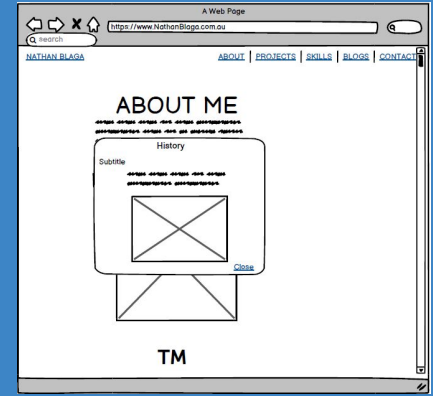 A Web Page
https://www.NathanBlaga.com.au
search
NATHAN BLAGA
ABOUT PROJECTS SKILLS BLOGS CONTACT
ABOUT ME
History
Subtitle
Close
TM